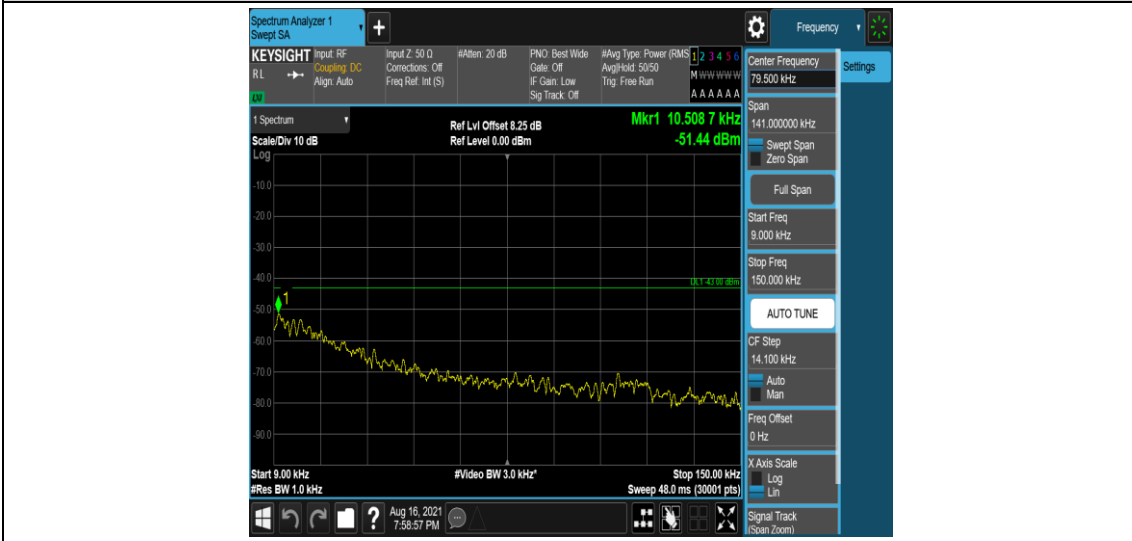 Spectrum Analyzer 1
Swept SA
Frequency
KEYSIGHT
Input: RF
Coupling: DC
Align: Auto
Input Z: 50 Ω
Corrections: Off
Freq Ref: Int (S)
#Atten: 20 dB
PNO: Best Wide
Gate: Off
IF Gain: Low
Sig Track: Off
#Avg Type: Power (RMS
Avg|Hold: 50/50
Trig: Free Run
1 2 3 4 5 6
M W W W W W
A A A A A A
R L
1 Spectrum
Scale/Div 10 dB
Log
Ref Lvl Offset 8.25 dB
Ref Level 0.00 dBm
Mkr1 10.508 7 kHz
-51.44 dBm
-10.0
-20.0
-30.0
-40.0
-50.0
-60.0
-70.0
-80.0
-90.0
DL1 -43.00 dBm
1
Start 9.00 kHz
#Res BW 1.0 kHz
#Video BW 3.0 kHz*
Stop 150.00 kHz
Sweep 48.0 ms (30001 pts)
Aug 16, 2021
7:58:57 PM
Center Frequency
79.500 kHz
Settings
Span
141.000000 kHz
Swept Span
Zero Span
Full Span
Start Freq
9.000 kHz
Stop Freq
150.000 kHz
AUTO TUNE
CF Step
14.100 kHz
Auto
Man
Freq Offset
0 Hz
X Axis Scale
Log
Lin
Signal Track
(Span Zoom)